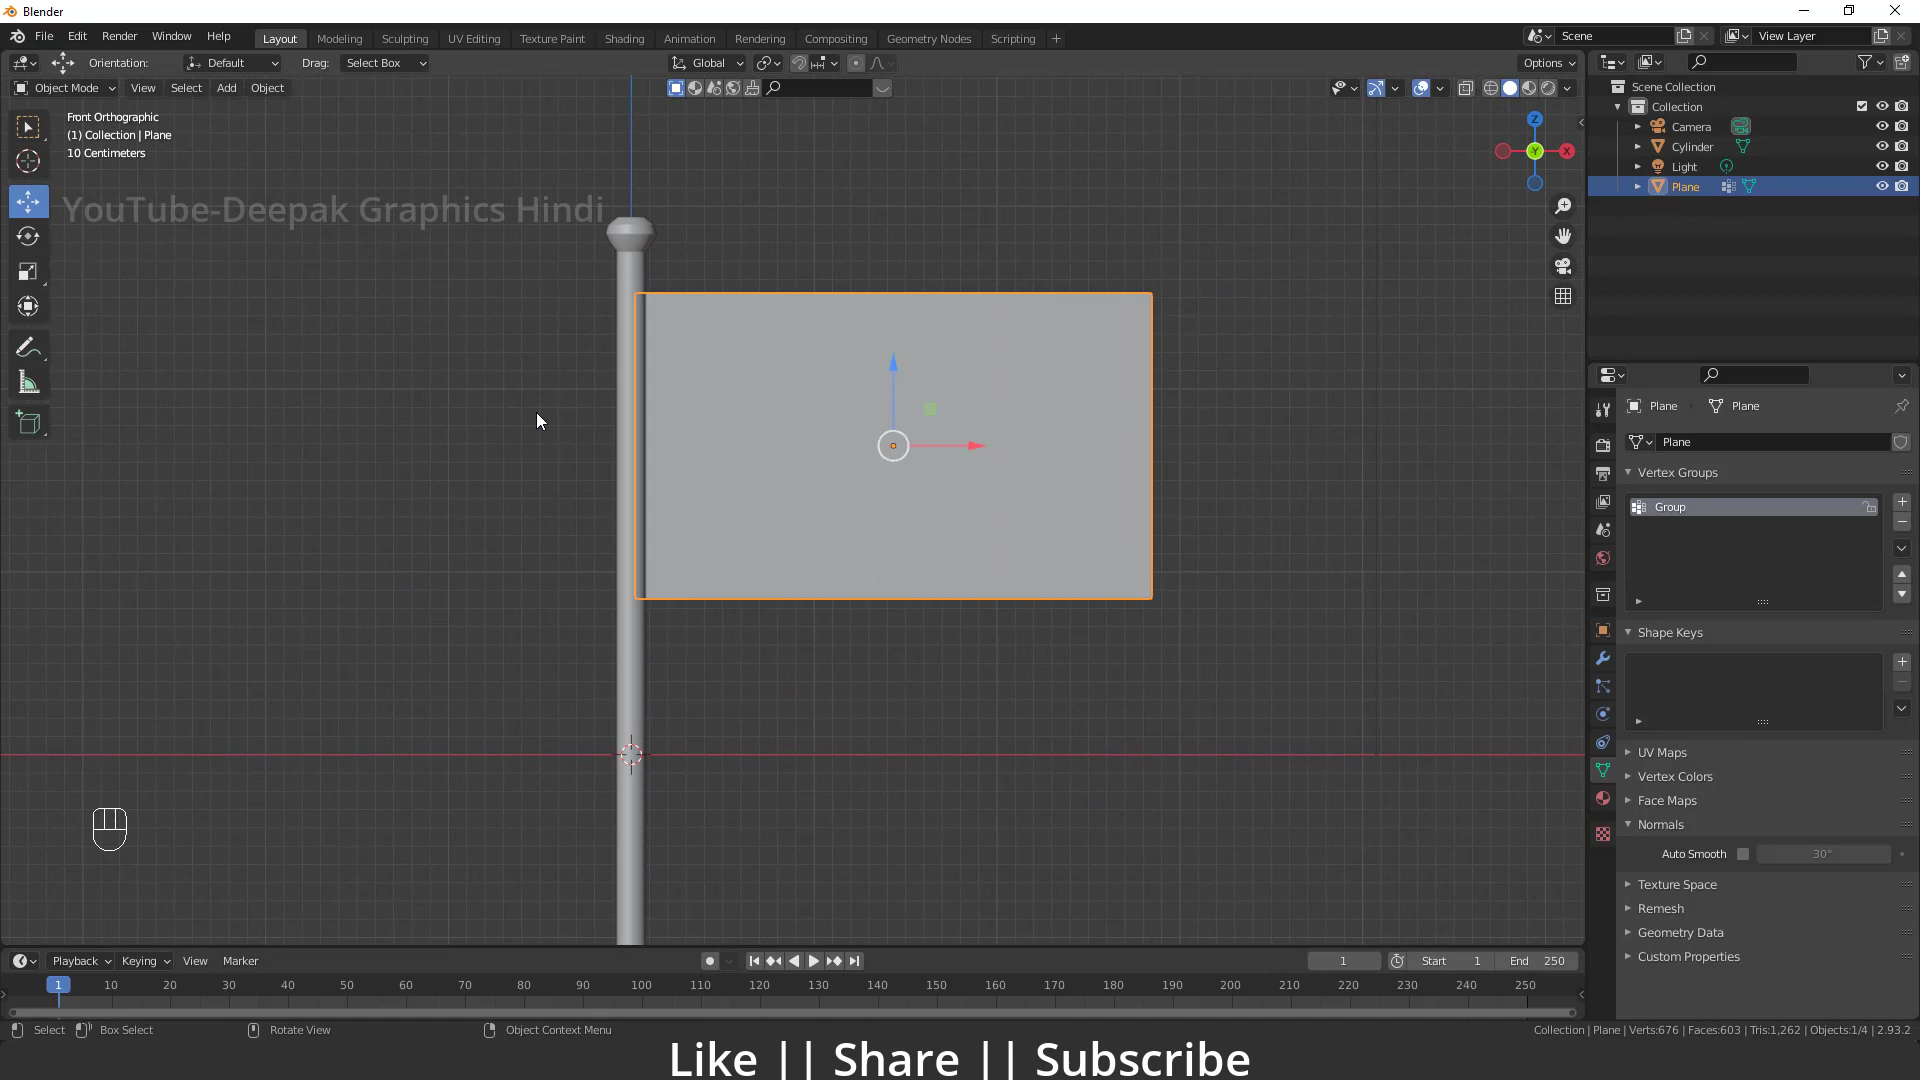 Blender
File Edit Render Window Help
Layout Modeling Sculpting UV Editing Texture Paint Shading Animation Rendering Compositing Geometry Nodes Scripting +
Scene
View Layer
Orientation: Default Drag: Select Box
Global
Options
Object Mode View Select Add Object
Front Orthographic
(1) Collection | Plane
10 Centimeters
YouTube-Deepak Graphics Hindi
Z
Y
X
Scene Collection
Collection
Camera
Cylinder
Light
Plane
Plane Plane
Plane
Vertex Groups
Group
Shape Keys
UV Maps
Vertex Colors
Face Maps
Normals
Auto Smooth 30°
Texture Space
Remesh
Geometry Data
Custom Properties
Playback Keying View Marker
1 Start 1 End 250
1 10 20 30 40 50 60 70 80 90 100 110 120 130 140 150 160 170 180 190 200 210 220 230 240 250
Select Box Select Rotate View Object Context Menu
Collection | Plane | Verts:676 | Faces:603 | Tris:1,262 | Objects:1/4 | 2.93.2
Like || Share || Subscribe